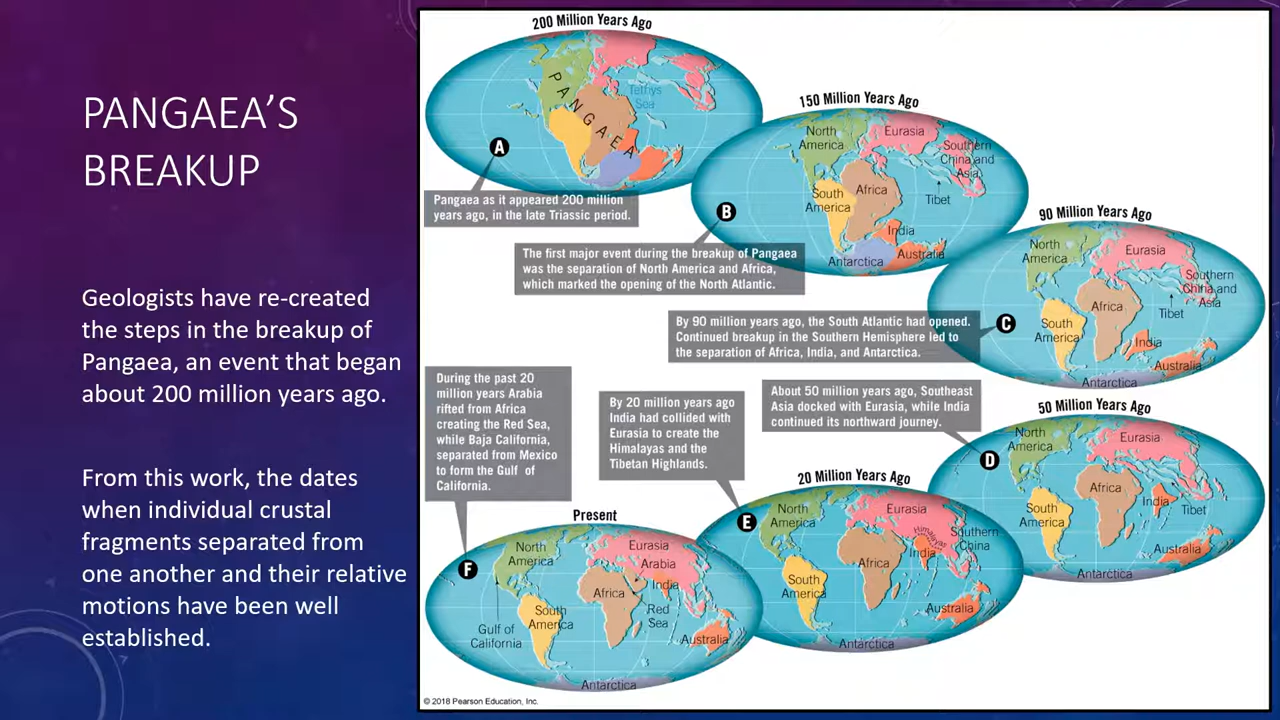 PANGAEA'S
BREAKUP
Geologists have re-created
the steps in the breakup of
Pangaea, an event that began
about 200 million years ago.
From this work, the dates
when individual crustal
fragments separated from
one another and their relative
motions have been well
established.
200 Million Years Ago
PANGAEA
Tethys
Sea
A
Pangaea as it appeared 200 million
years ago, in the late Triassic period.
150 Million Years Ago
North
America
Eurasia
Southern
China and
Asia
Africa
South
America
Tibet
India
Antarctica
Australia
B
The first major event during the breakup of Pangaea
was the separation of North America and Africa,
which marked the opening of the North Atlantic.
90 Million Years Ago
North
America
Eurasia
Southern
China and
Asia
Africa
Tibet
South
America
India
Australia
Antarctica
C
By 90 million years ago, the South Atlantic had opened.
Continued breakup in the Southern Hemisphere led to
the separation of Africa, India, and Antarctica.
50 Million Years Ago
North
America
Eurasia
Africa
India
Tibet
South
America
Australia
Antarctica
D
About 50 million years ago, Southeast
Asia docked with Eurasia, while India
continued its northward journey.
20 Million Years Ago
North
America
Eurasia
Himalayas
Southern
China
India
Africa
South
America
Australia
Antarctica
E
By 20 million years ago
India had collided with
Eurasia to create the
Himalayas and the
Tibetan Highlands.
Present
North
America
Eurasia
Arabia
India
Africa
Red
Sea
South
America
Gulf of
California
Australia
Antarctica
F
During the past 20
million years Arabia
rifted from Africa
creating the Red Sea,
while Baja California,
separated from Mexico
to form the Gulf of
California.
© 2018 Pearson Education, Inc.